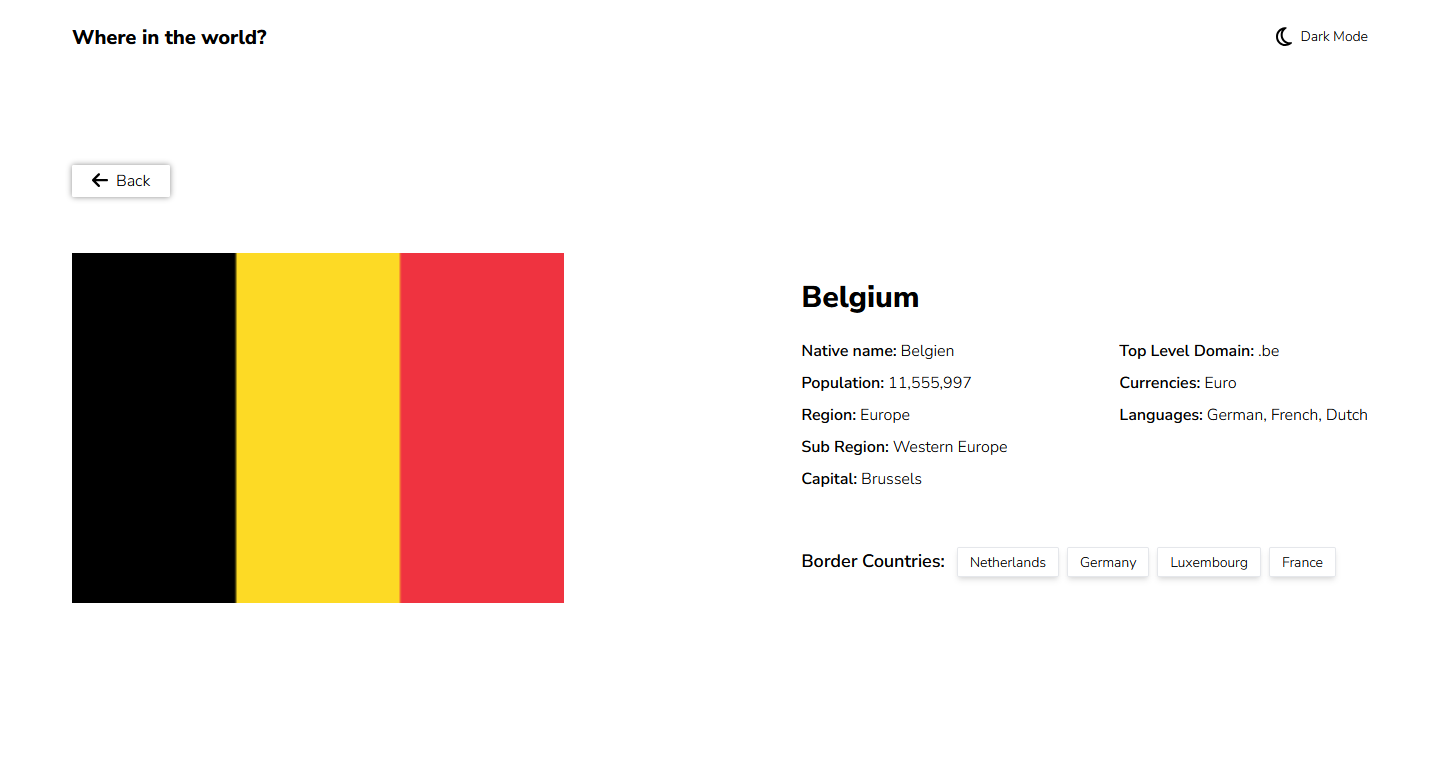 Where in the world?
Dark Mode
Back
Belgium
Native name: Belgien
Population: 11,555,997
Region: Europe
Sub Region: Western Europe
Capital: Brussels
Top Level Domain: .be
Currencies: Euro
Languages: German, French, Dutch
Border Countries: Netherlands Germany Luxembourg France